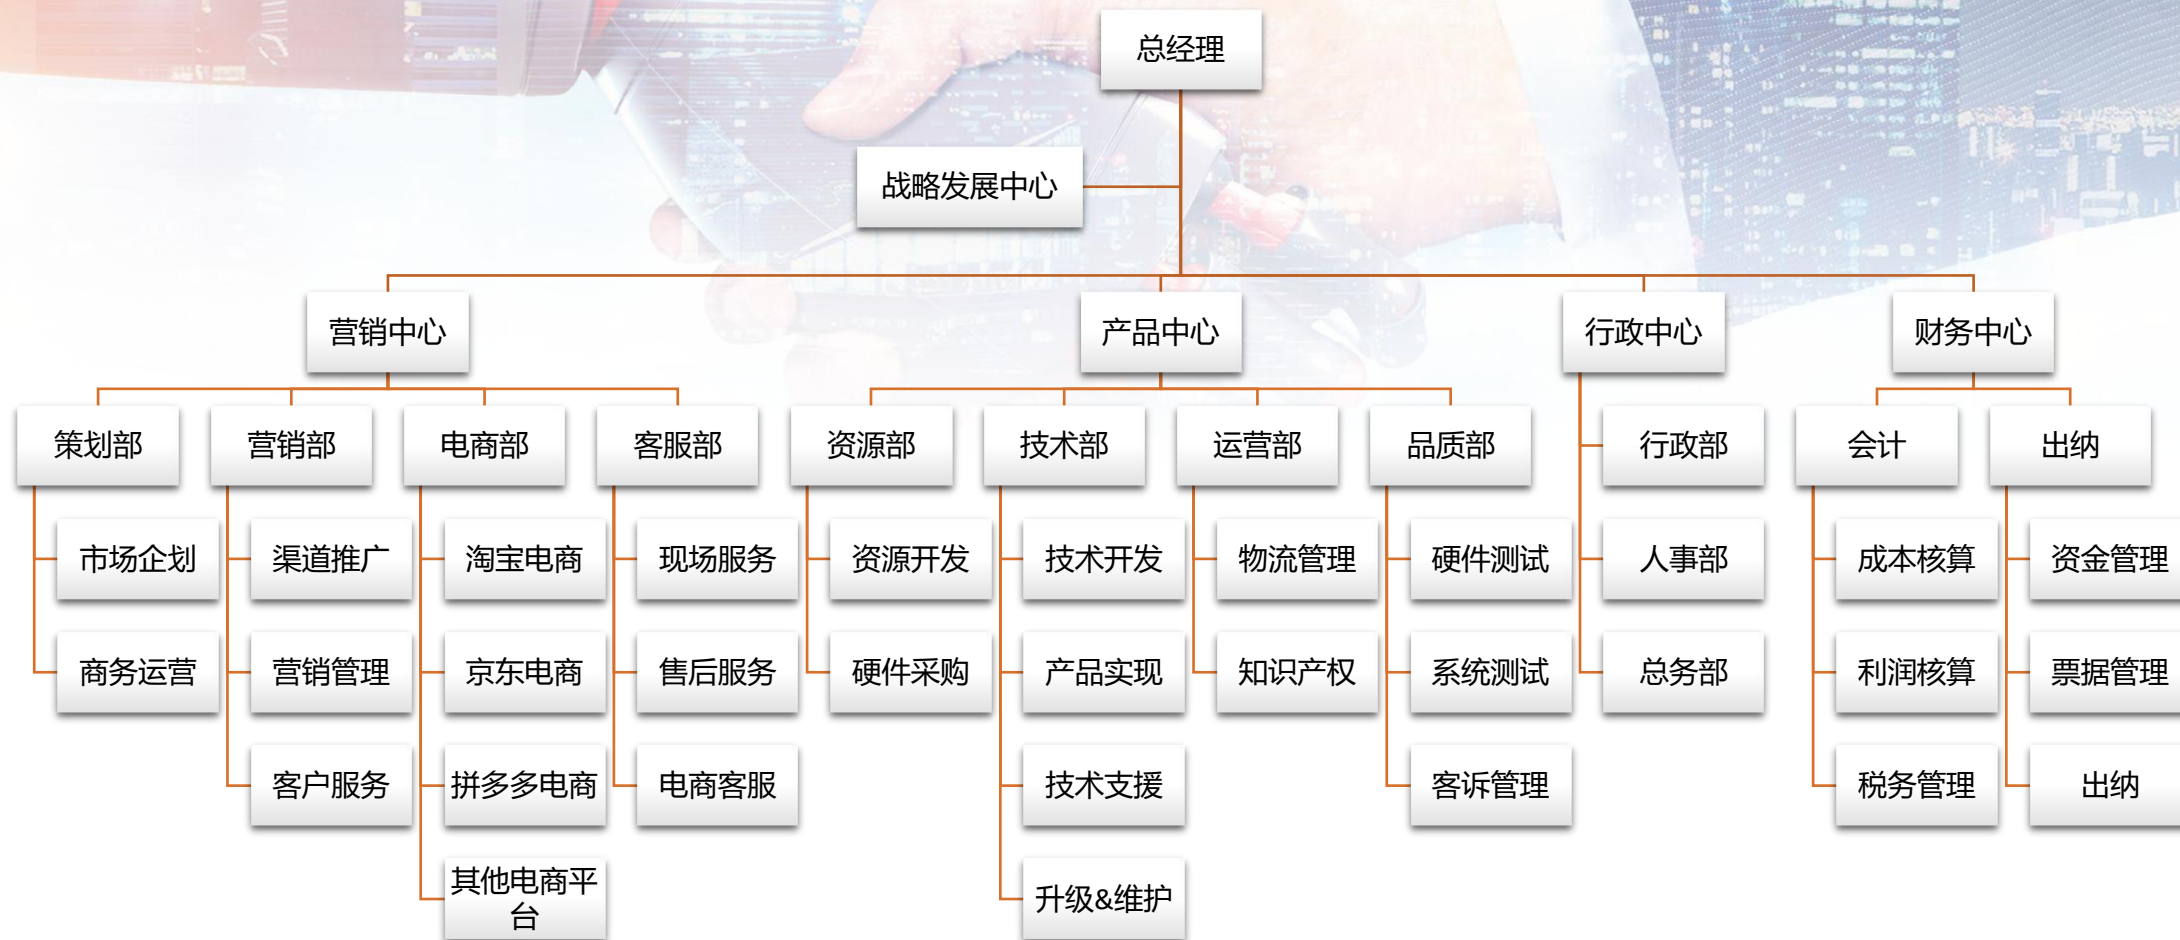 总经理
战略发展中心
营销中心
产品中心
行政中心
财务中心
策划部
营销部
电商部
客服部
资源部
技术部
运营部
品质部
行政部
会计
出纳
市场企划
渠道推广
淘宝电商
现场服务
资源开发
技术开发
物流管理
硬件测试
人事部
成本核算
资金管理
商务运营
营销管理
京东电商
售后服务
硬件采购
产品实现
知识产权
系统测试
总务部
利润核算
票据管理
客户服务
拼多多电商
电商客服
技术支援
客诉管理
税务管理
出纳
其他电商平
台
升级&维护